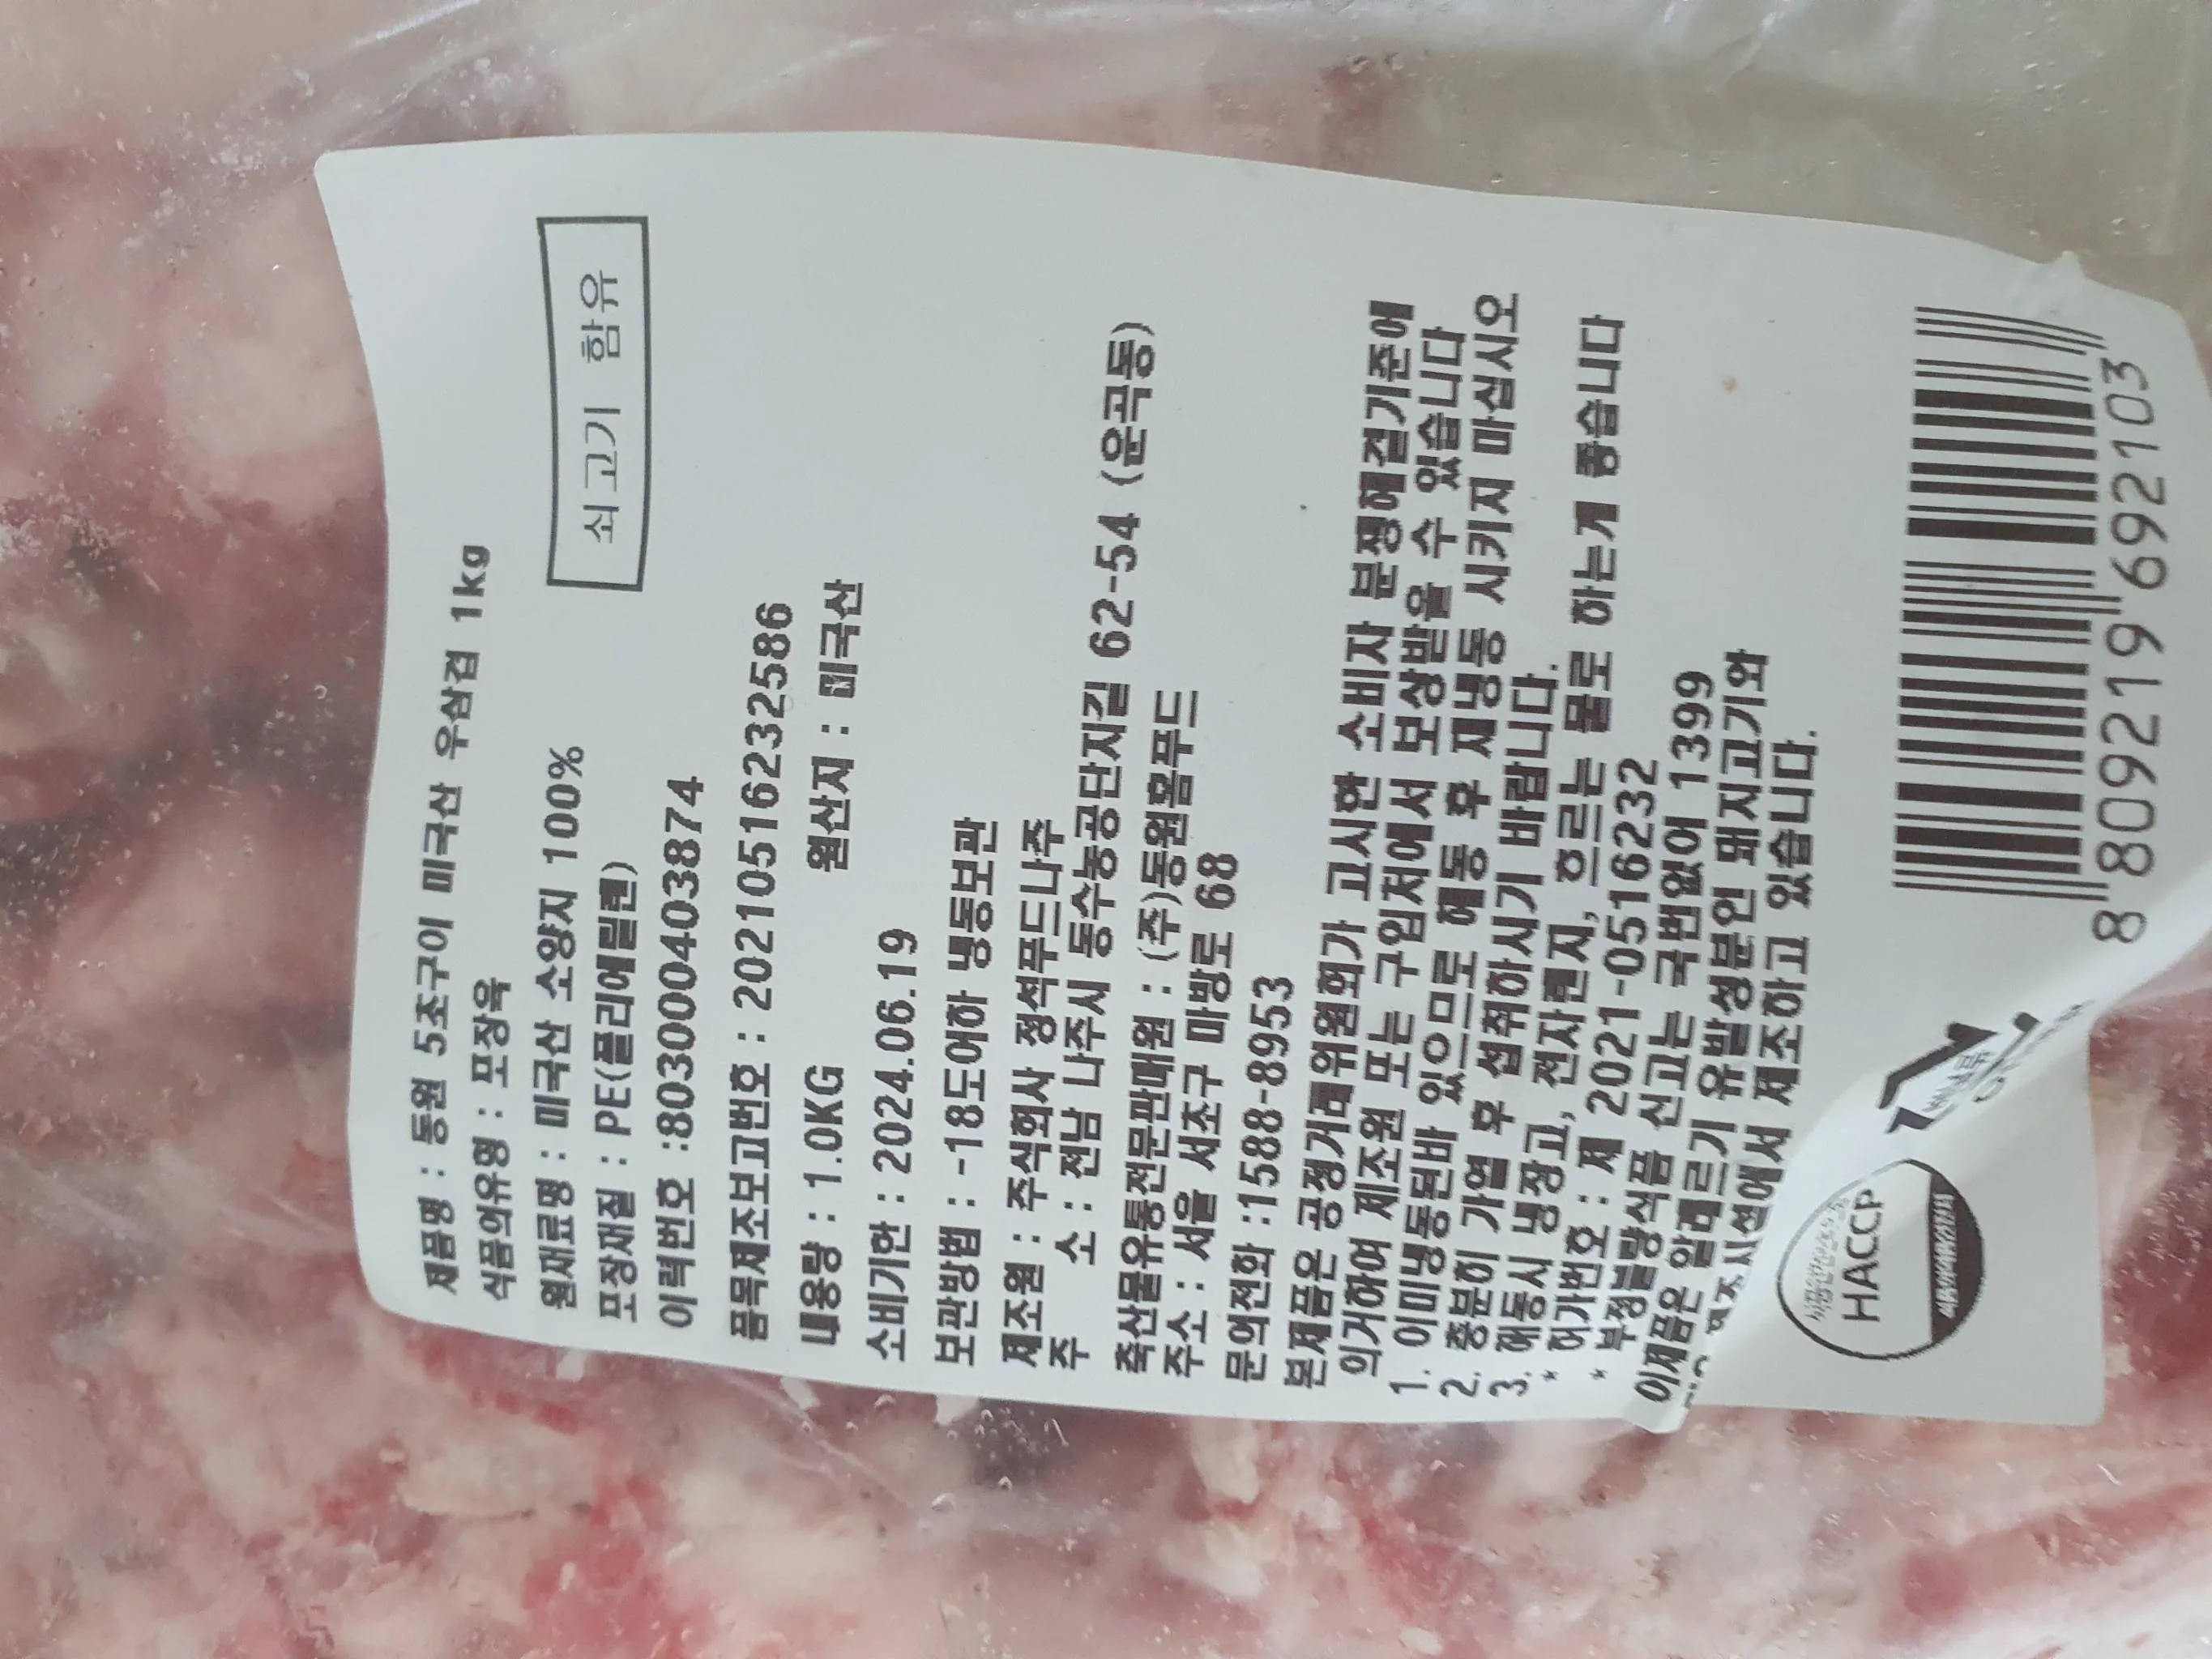 제품명 : 동원 5초구이 미국산 우삼겹 1kg
식품의유형 : 포장육
원재료명 : 미국산 소양지 100%
쇠고기 함유
포장재질 : PE(폴리에틸렌)
이력번호 :803000403874
품목제조보고번호 : 20210516232586
내용량 : 1.0KG 원산지 : 미국산
소비기한 : 2024.06.19
보관방법 : -18도이하 냉동보관
제조원 : 주식회사 정석푸드나주
주 소 : 전남 나주시 동수농공단지길 62-54 (운곡동)
축산물유통전문판매원 : (주)동원홈푸드
주소 : 서울 서초구 마방로 68
문의전화 :1588-8953
본제품은 공정거래위원회가 고시한 소비자 분쟁해결기준에
의거하여 제조원 또는 구입처에서 보상받을 수 있습니다
1. 이미냉동된바 있으므로 해동 후 재냉동 시키지 마십시오
2. 충분히 가열 후 섭취하시기 바랍니다.
3. 해동시 냉장고, 전자렌지, 흐르는 물로 하는게 좋습니다
* 허가번호 : 제 2021-0516232
* 부정불량식품 신고는 국번없이 1399
이제품은 알레르기 유발성분인 돼지고기와
제조하고 있습니다.
HACCP
8 809219 692103